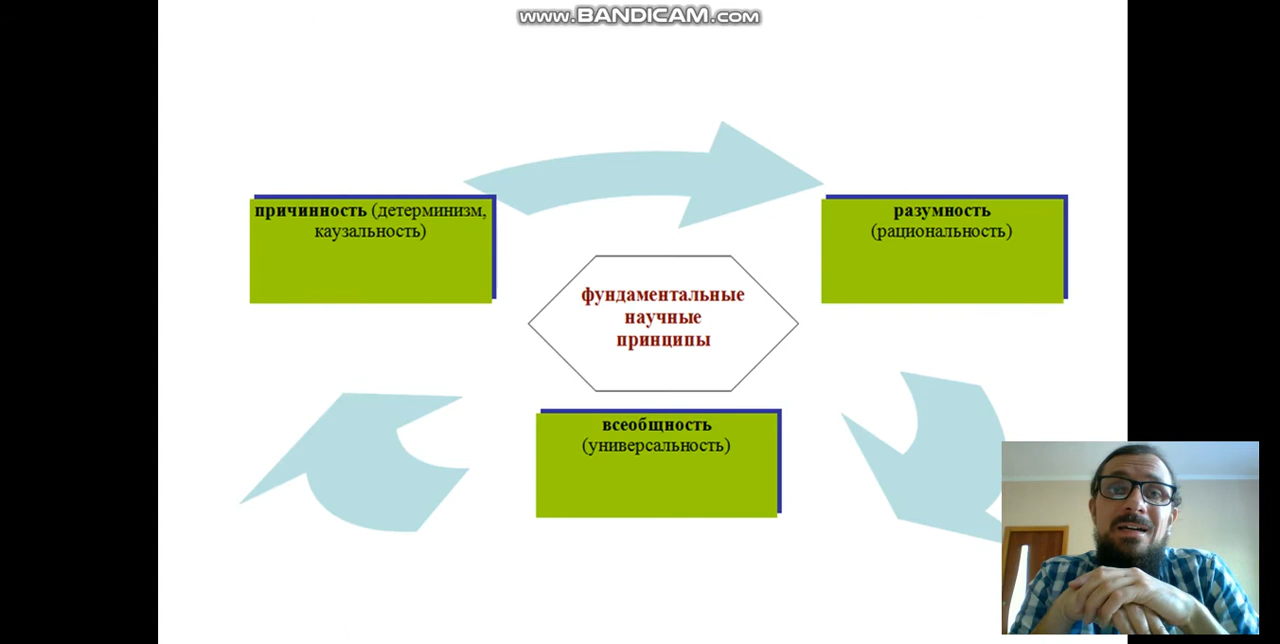 www.BANDICAM.com
причинность (детерминизм,
каузальность)
разумность
(рациональность)
фундаментальные
научные
принципы
всеобщность
(универсальность)